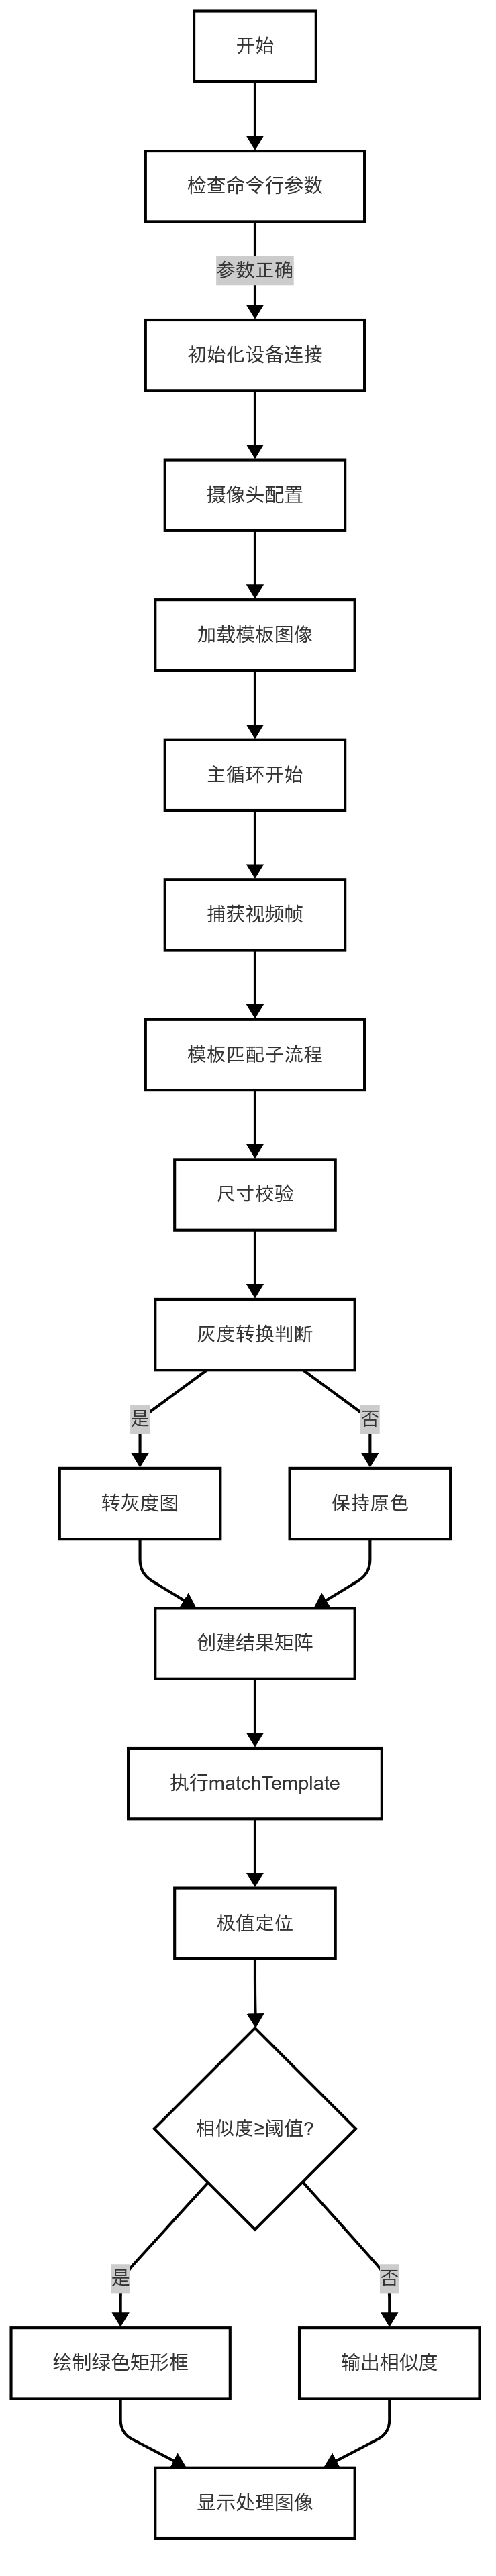 开始
检查命令行参数
参数正确
初始化设备连接
摄像头配置
加载模板图像
主循环开始
捕获视频帧
模板匹配子流程
尺寸校验
灰度转换判断
是
否
转灰度图
保持原色
创建结果矩阵
执行matchTemplate
极值定位
相似度≥阈值?
是
否
绘制绿色矩形框
输出相似度
显示处理图像